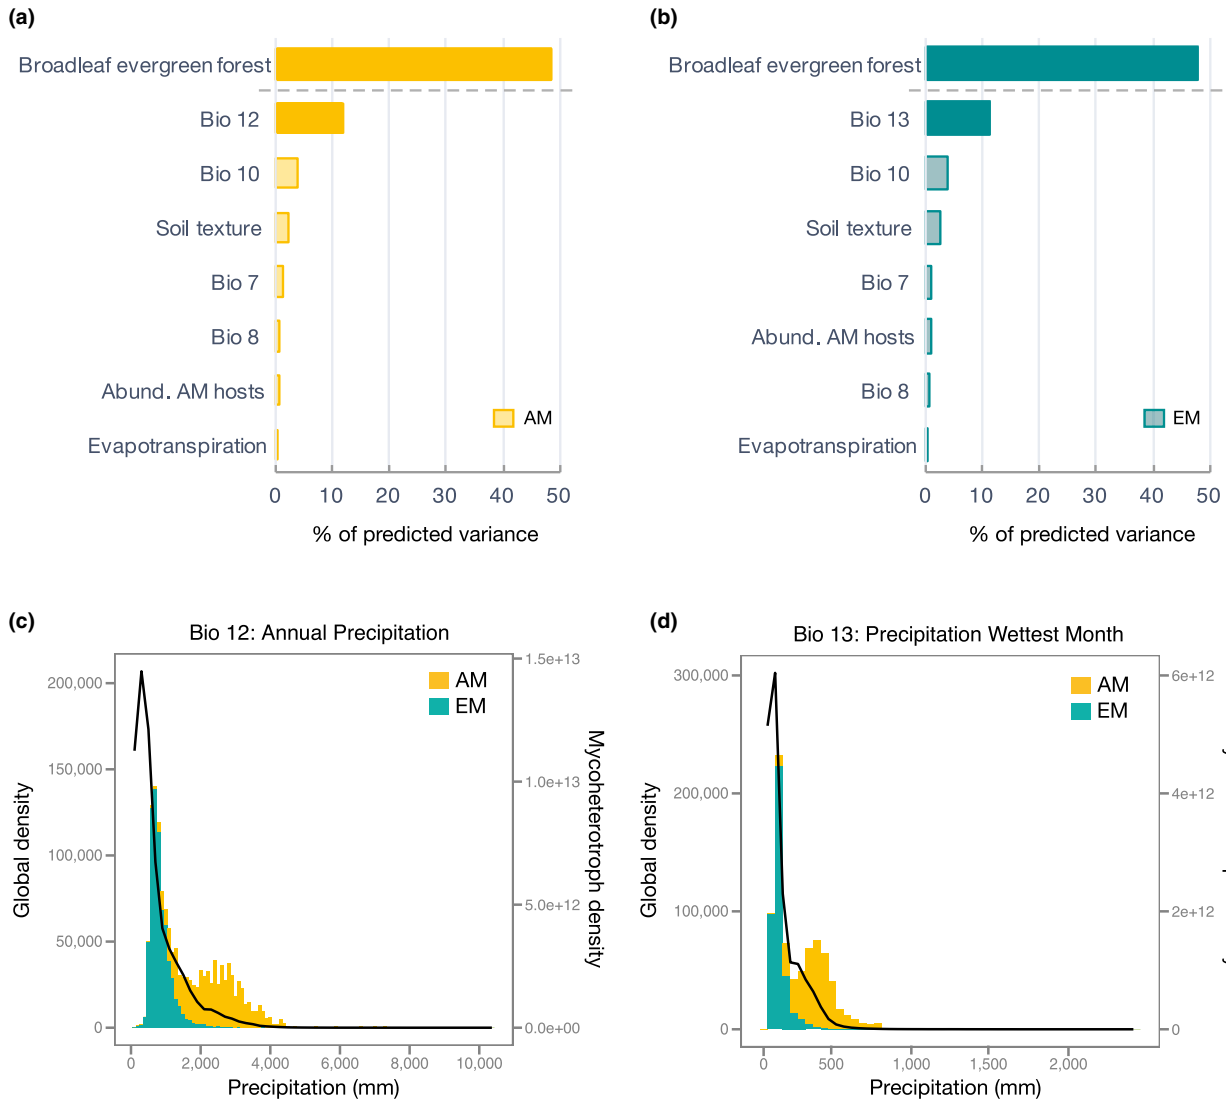 (a)
Broadleaf evergreen forest
Bio 12
Bio 10
Soil texture
Bio 7
Bio 8
Abund. AM hosts
Evapotranspiration
AM
0 10 20 30 40 50
% of predicted variance
(b)
Broadleaf evergreen forest
Bio 13
Bio 10
Soil texture
Bio 7
Abund. AM hosts
Bio 8
Evapotranspiration
EM
0 10 20 30 40 50
% of predicted variance
(c)
Bio 12: Annual Precipitation
AM
EM
Global density
200,000
150,000
100,000
50,000
0
1.5e+13
1.0e+13
5.0e+12
0.0e+00
Mycoheterotroph density
0 2,000 4,000 6,000 8,000 10,000
Precipitation (mm)
(d)
Bio 13: Precipitation Wettest Month
AM
EM
Global density
300,000
200,000
100,000
0
6e+12
4e+12
2e+12
0
0 500 1,000 1,500 2,000
Precipitation (mm)